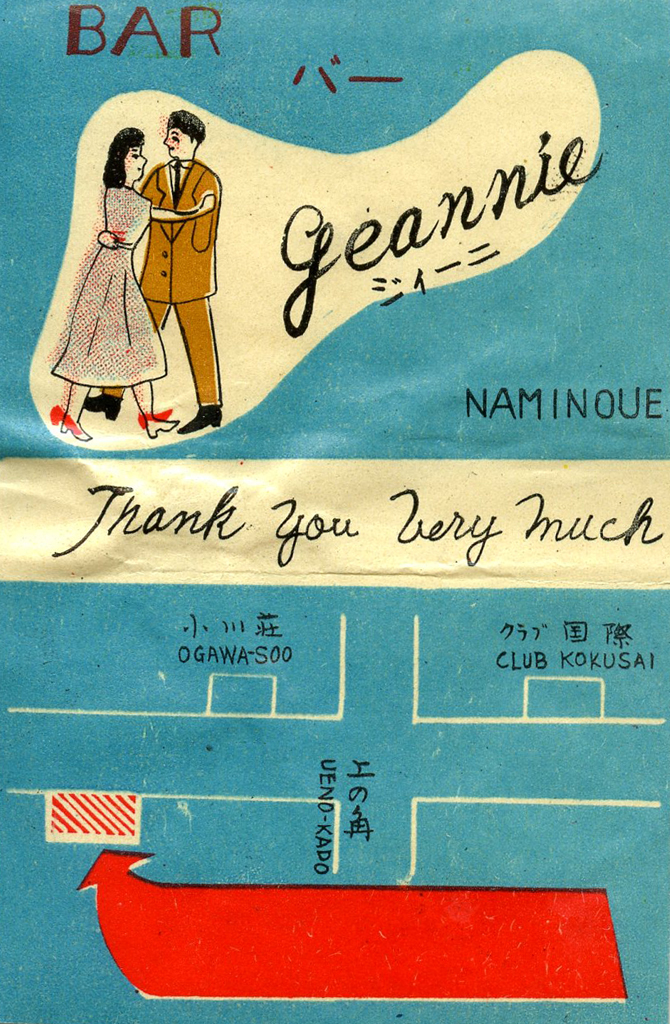 BAR
バー
Geannie
ジィーニ
NAMINOUE
Thank You Very Much
小川荘
OGAWA-SOO
クラブ 国際
CLUB KOKUSAI
上の角
UENO-KADO